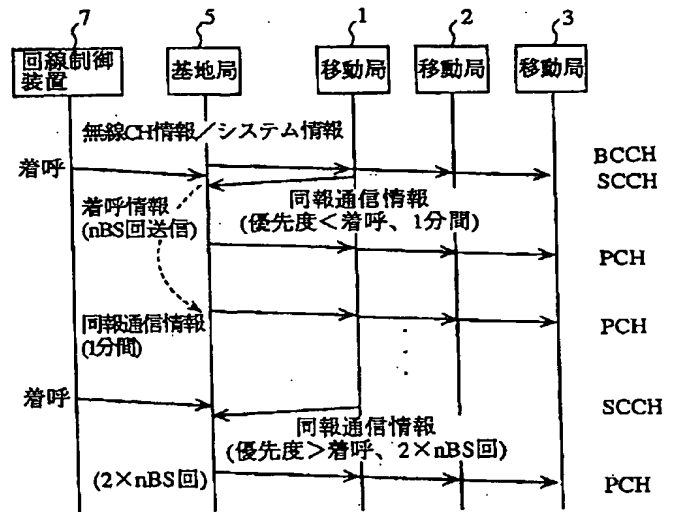 7 5 1 2 3
回線制御
装置
基地局 移動局 移動局 移動局
無線CH情報/システム情報
着呼
BCCH
SCCH
着呼情報
(nBS回送信)
同報通信情報
(優先度<着呼、1分間)
PCH
同報通信情報
(1分間)
PCH
着呼
SCCH
同報通信情報
(優先度>着呼、2×nBS回)
(2×nBS回)
PCH